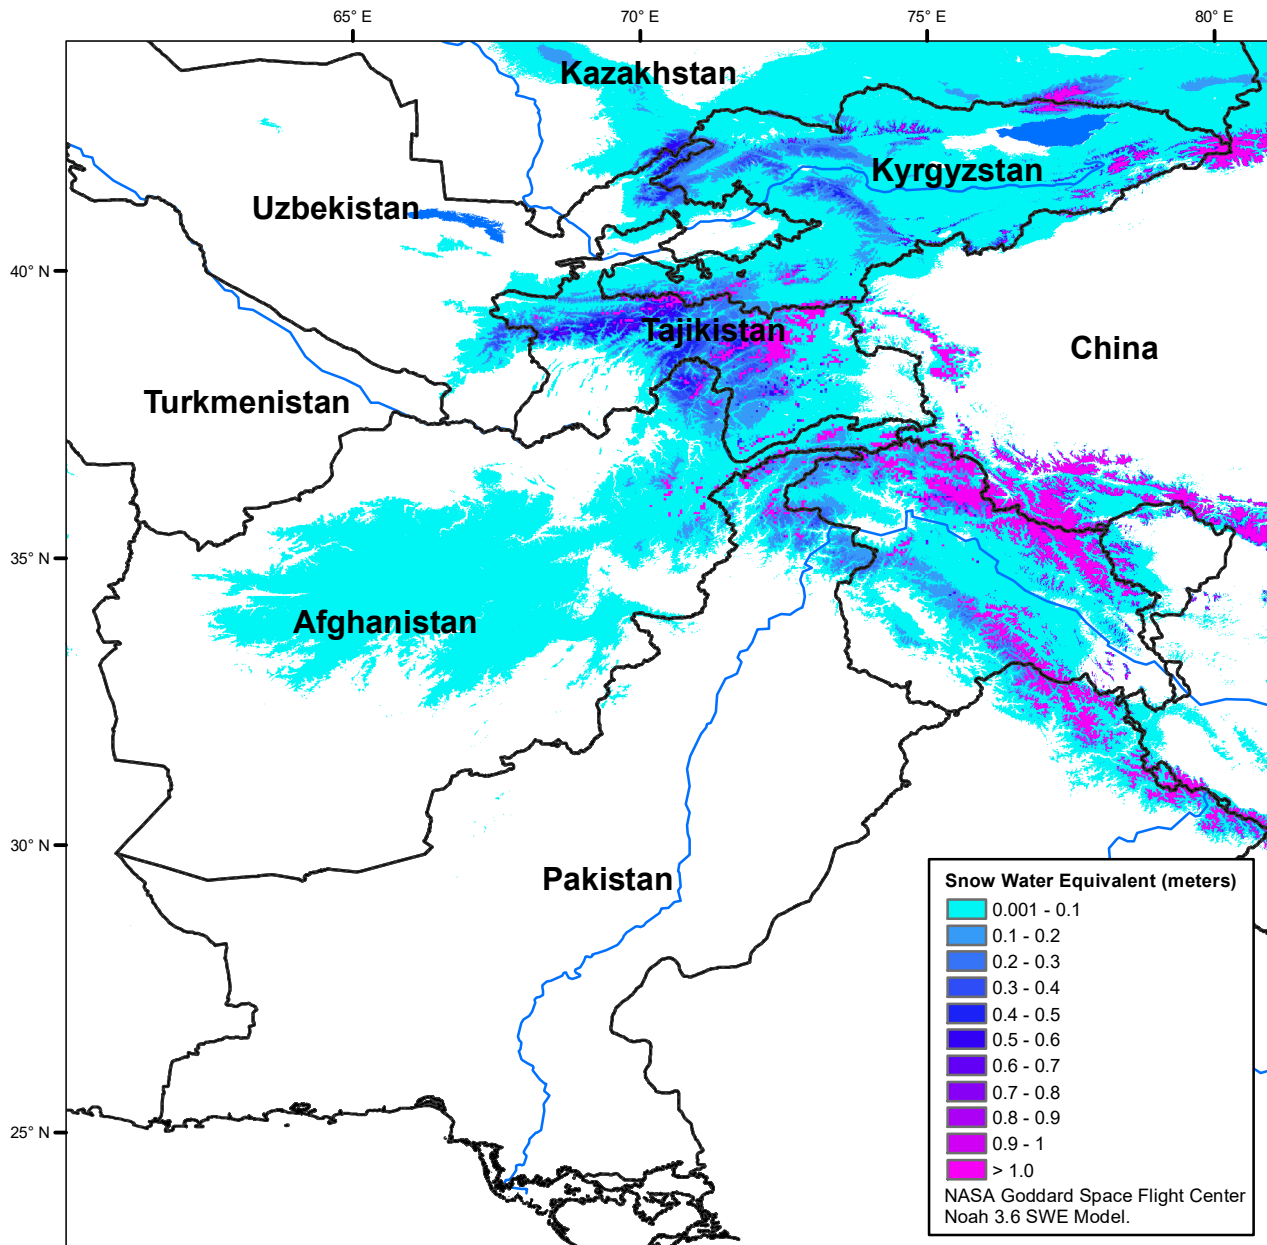 65° E
70° E
75° E
80° E
Kazakhstan
Kyrgyzstan
Uzbekistan
40° N
Tajikistan
China
Turkmenistan
35° N
Afghanistan
30° N
Pakistan
Snow Water Equivalent (meters)
0.001 - 0.1
0.1 - 0.2
0.2 - 0.3
0.3 - 0.4
0.4 - 0.5
0.5 - 0.6
0.6 - 0.7
0.7 - 0.8
0.8 - 0.9
0.9 - 1
> 1.0
25° N
NASA Goddard Space Flight Center
Noah 3.6 SWE Model.